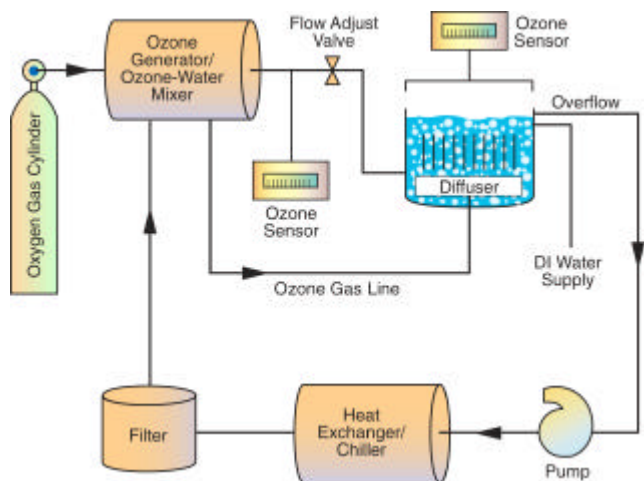 Ozone
Generator/
Ozone-Water
Mixer
Flow Adjust
Valve
Ozone
Sensor
Overflow
Oxygen Gas Cylinder
Diffuser
Ozone
Sensor
DI Water
Supply
Ozone Gas Line
Filter
Heat
Exchanger/
Chiller
Pump